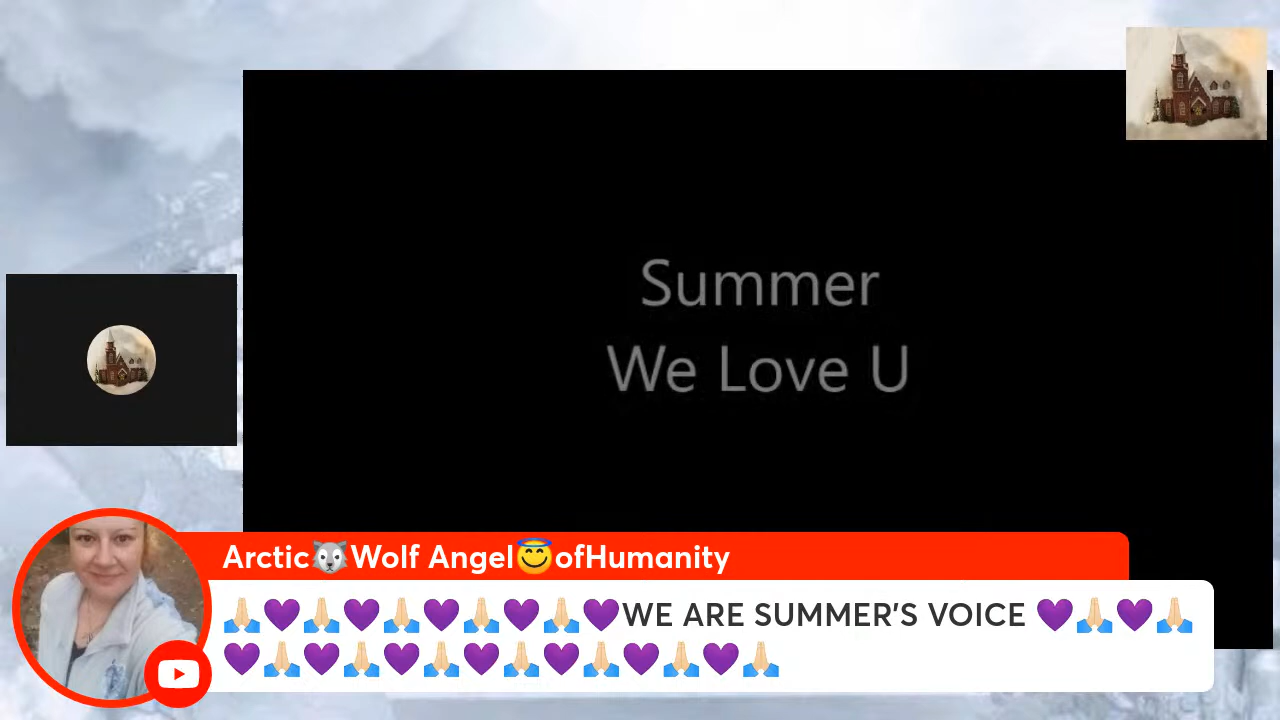 Summer
We Love U
Arctic🐺Wolf Angel😇ofHumanity
🙏🏻💜🙏🏻💜🙏🏻💜🙏🏻💜🙏🏻💜WE ARE SUMMER'S VOICE 💜🙏🏻💜🙏🏻
💜🙏🏻💜🙏🏻💜🙏🏻💜🙏🏻💜🙏🏻💜🙏🏻💜🙏🏻